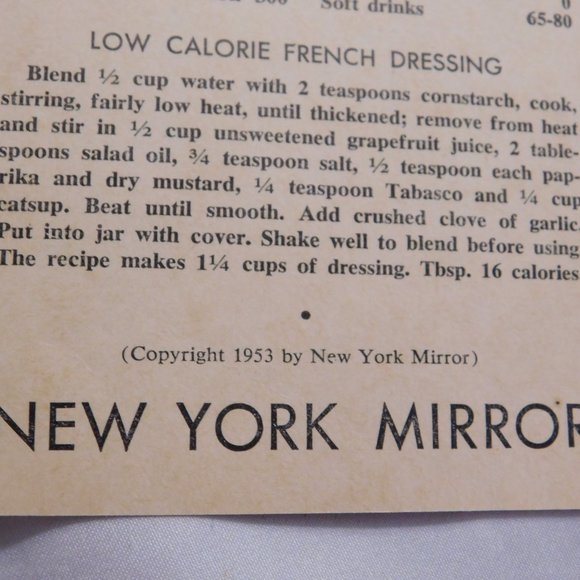 300 Soft drinks 0
65-80
LOW CALORIE FRENCH DRESSING
Blend ½ cup water with 2 teaspoons cornstarch, cook,
stirring, fairly low heat, until thickened; remove from heat
and stir in ½ cup unsweetened grapefruit juice, 2 table-
spoons salad oil, ¾ teaspoon salt, ½ teaspoon each pap-
rika and dry mustard, ¼ teaspoon Tabasco and ¼ cup
catsup. Beat until smooth. Add crushed clove of garlic.
Put into jar with cover. Shake well to blend before using
The recipe makes 1¼ cups of dressing. Tbsp. 16 calories
(Copyright 1953 by New York Mirror)
NEW YORK MIRROR